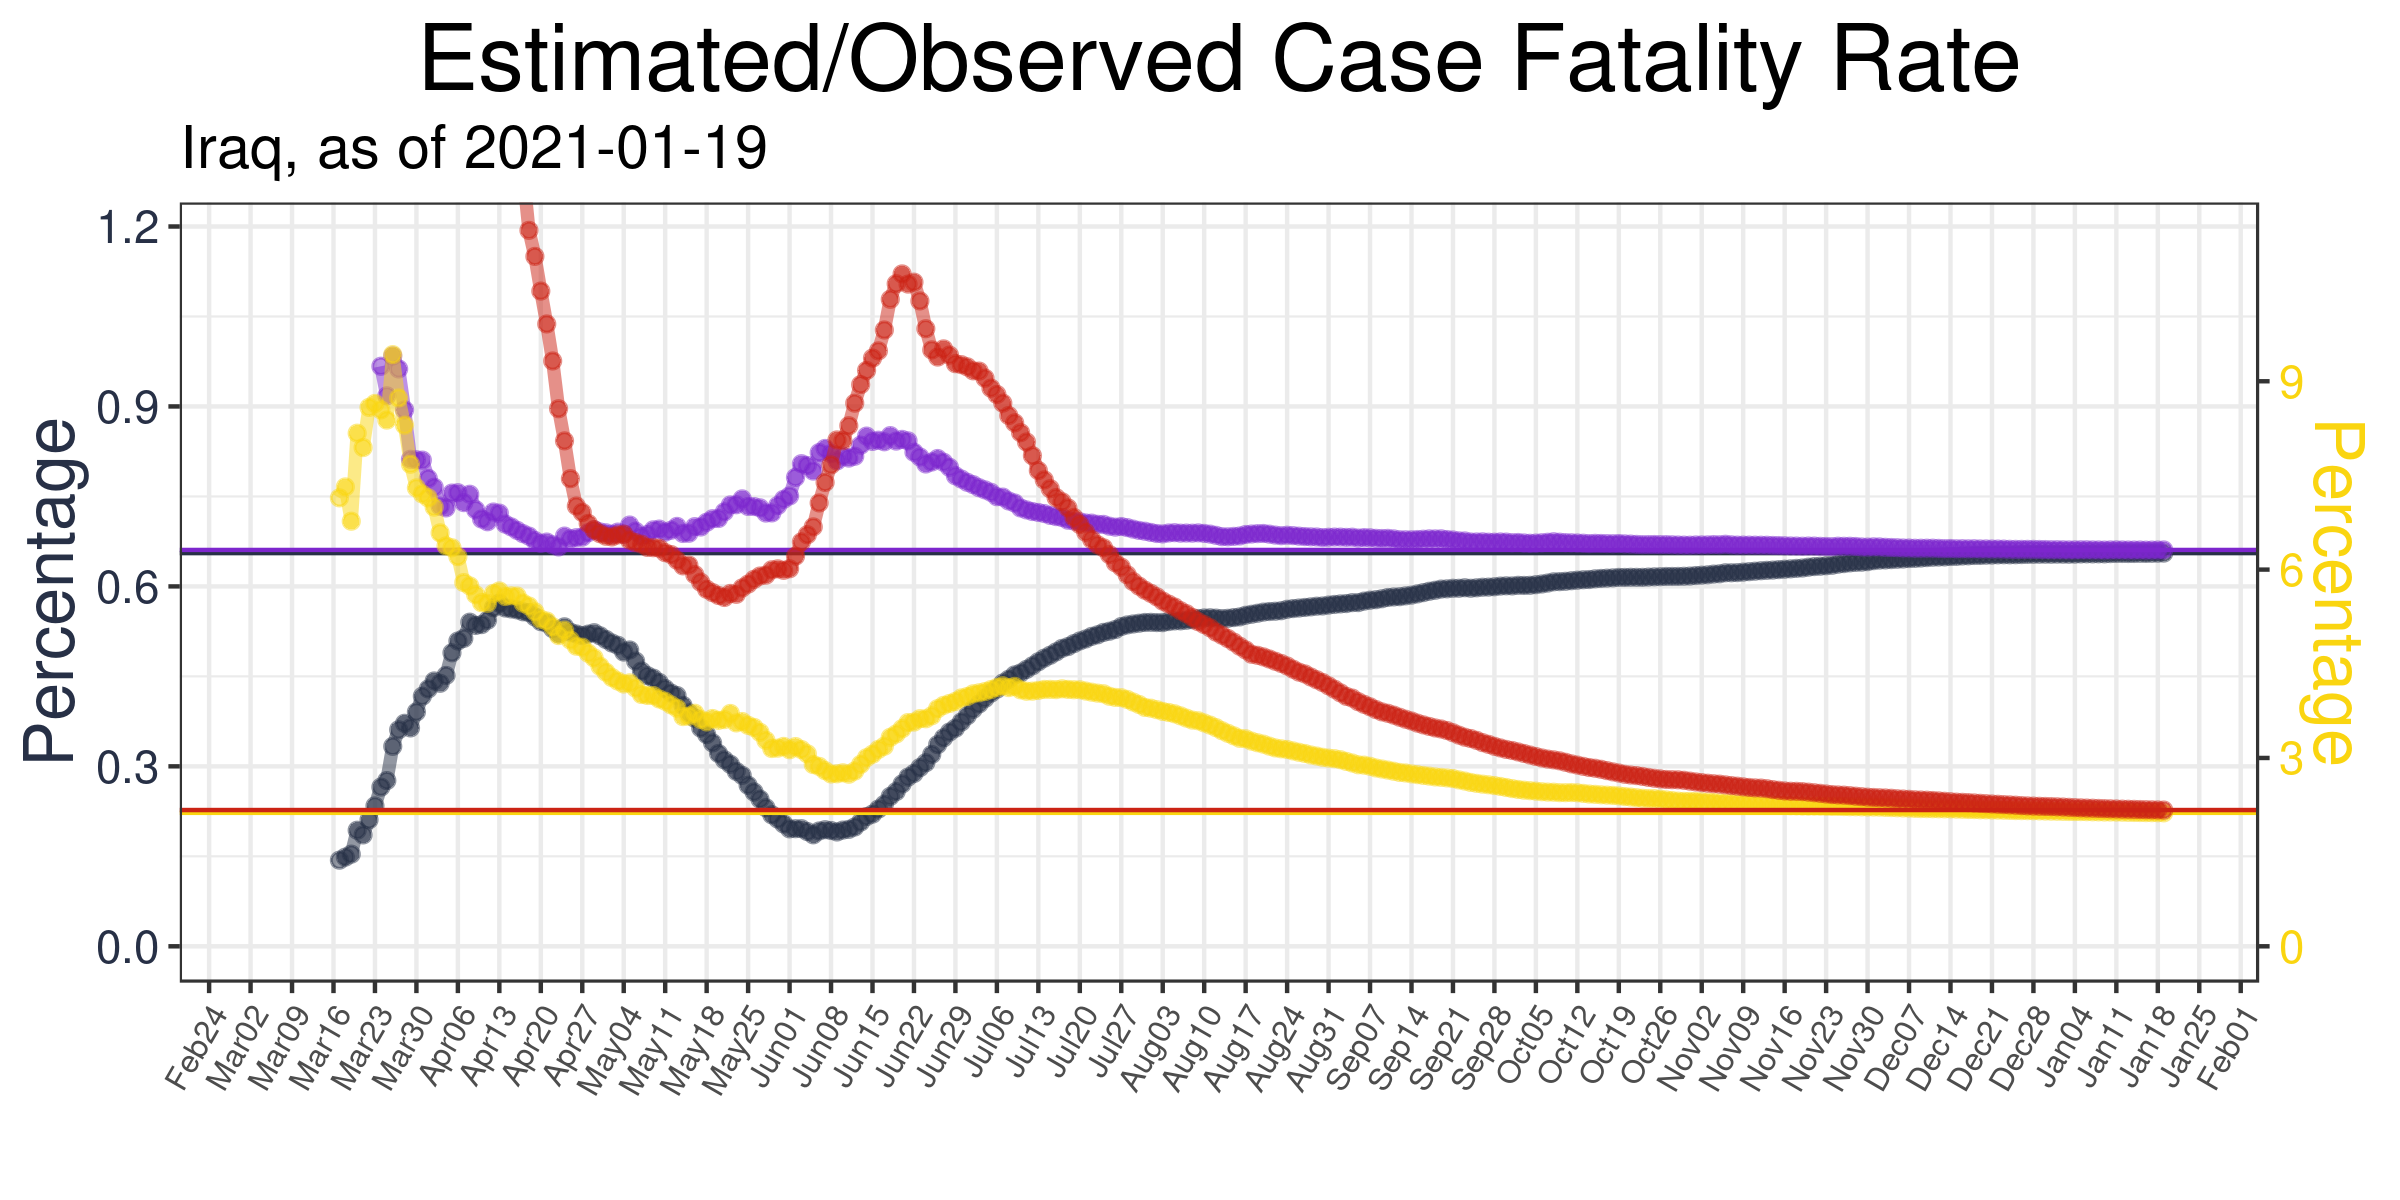 Estimated/Observed Case Fatality Rate
Iraq, as of 2021-01-19
Percentage
1.2
0.9
0.6
0.3
0.0
9
6
3
0
Percentage
Feb24 Mar02 Mar09 Mar16 Mar23 Mar30 Apr06 Apr13 Apr20 Apr27 May04 May11 May18 May25 Jun01 Jun08 Jun15 Jun22 Jun29 Jul06 Jul13 Jul20 Jul27 Aug03 Aug10 Aug17 Aug24 Aug31 Sep07 Sep14 Sep21 Sep28 Oct05 Oct12 Oct19 Oct26 Nov02 Nov09 Nov16 Nov23 Nov30 Dec07 Dec14 Dec21 Dec28 Jan04 Jan11 Jan18 Jan25 Feb01